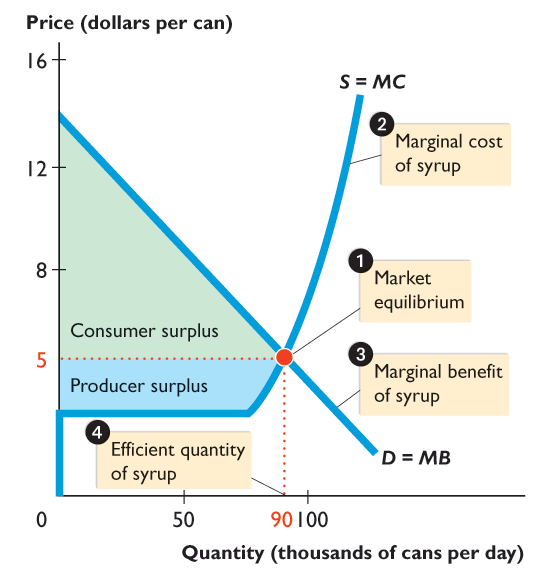 Price (dollars per can)
16
S = MC
2
Marginal cost
of syrup
12
1
Market
equilibrium
8
Consumer surplus
5
3
Marginal benefit
of syrup
Producer surplus
4
Efficient quantity
of syrup
D = MB
0
50
90
100
Quantity (thousands of cans per day)